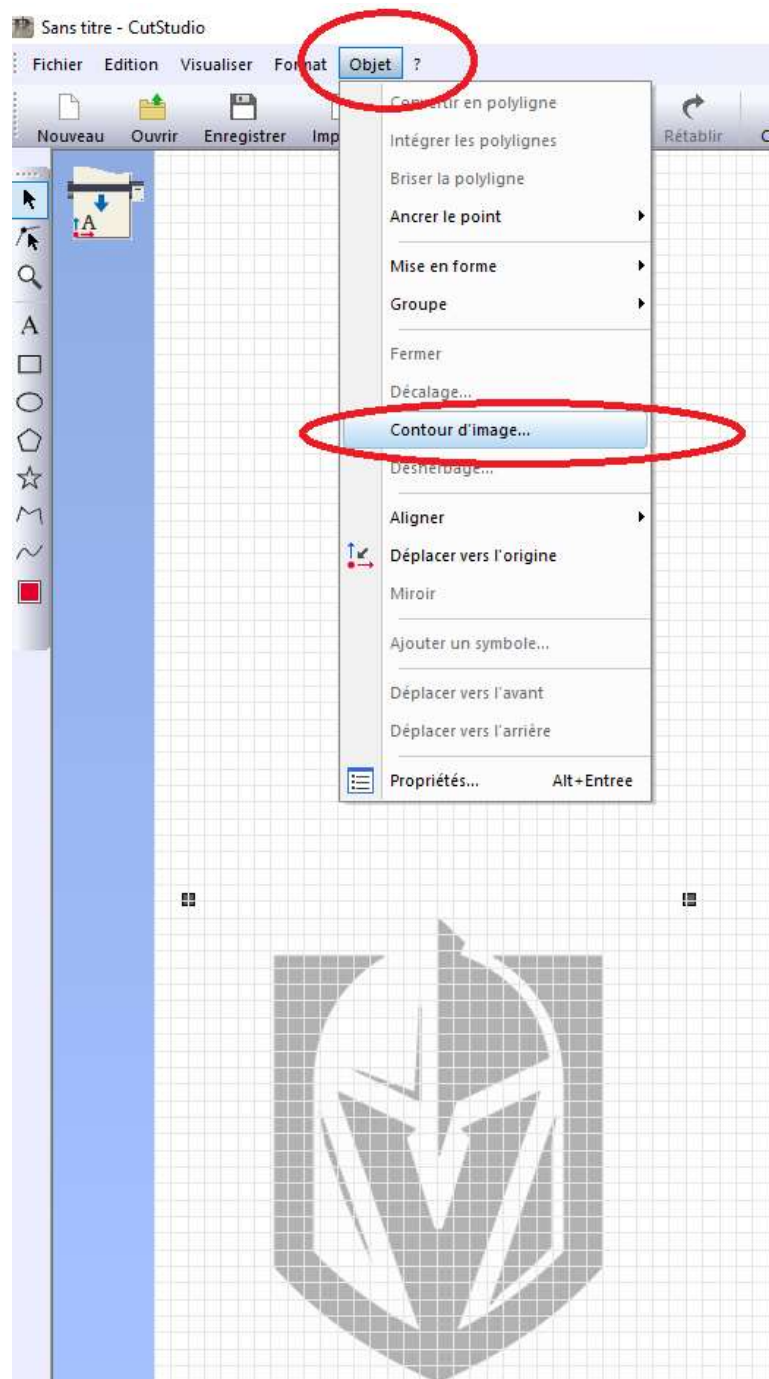 Sans titre - CutStudio
Fichier Edition Visualiser Format Objet ?
Nouveau Ouvrir Enregistrer Imp Rétablir C
Convertir en polyligne
Intégrer les polylignes
Briser la polyligne
Ancrer le point
Mise en forme
Groupe
Fermer
Décalage...
Contour d'image...
Désherbage...
Aligner
Déplacer vers l'origine
Miroir
Ajouter un symbole...
Déplacer vers l'avant
Déplacer vers l'arrière
Propriétés... Alt+Entree
A
A